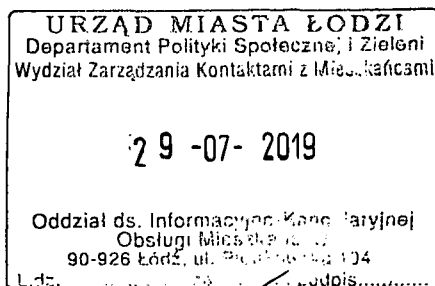 URZĄD MIASTA ŁODZI
Departament Polityki Społecznej i Zieleni
Wydział Zarządzania Kontaktami z Mieszkańcami
29 -07- 2019
Oddział ds. Informacyjno-Kancelaryjnej
Obsługi
90-926 Łódź, ul. 104
L.dz. podpis